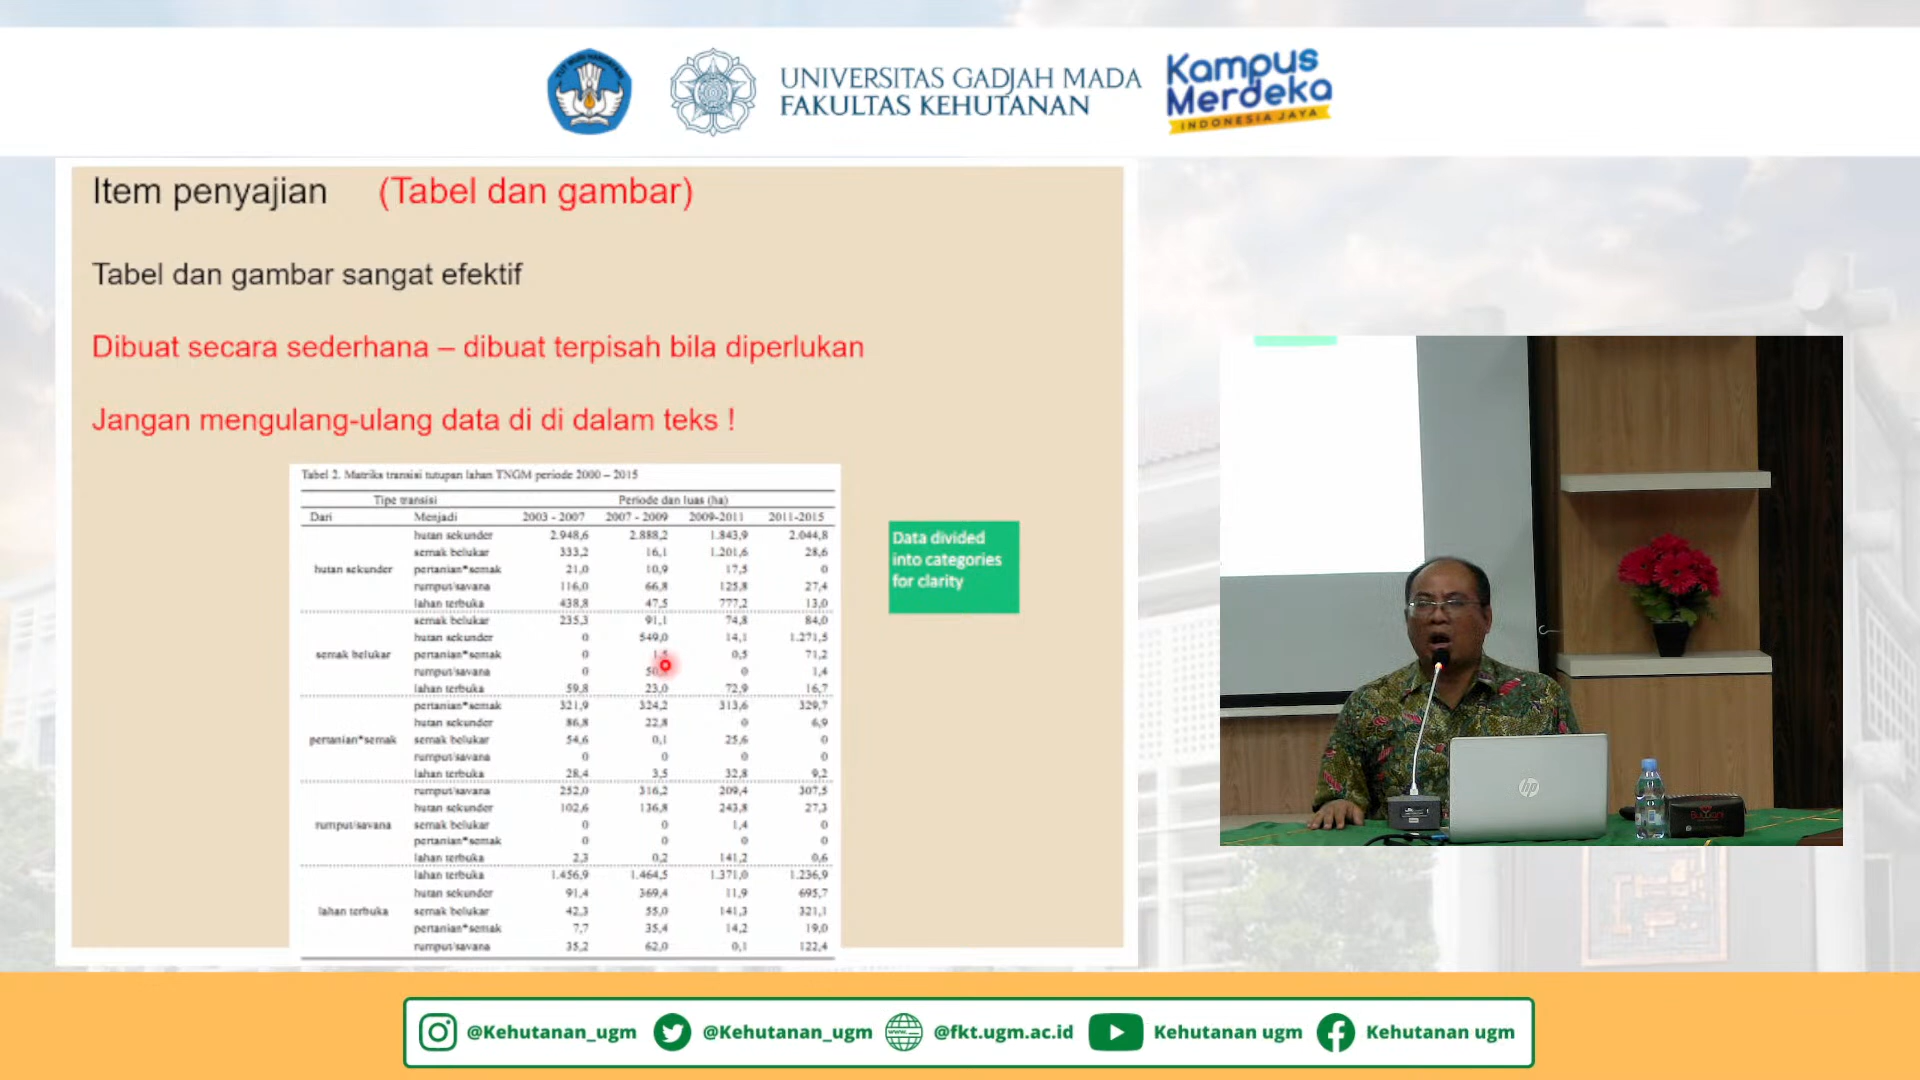 TUT WURI HANDAYANI
UNIVERSITAS GADJAH MADA
FAKULTAS KEHUTANAN
Kampus
Merdeka
INDONESIA JAYA
Item penyajian (Tabel dan gambar)
Tabel dan gambar sangat efektif
Dibuat secara sederhana – dibuat terpisah bila diperlukan
Jangan mengulang-ulang data di di dalam teks !
Tabel 2. Matriks transisi tutupan lahan TNGM periode 2000 – 2015
Tipe transisi Periode dan luas (ha)
Dari Menjadi 2003 - 2007 2007 - 2009 2009-2011 2011-2015
hutan sekunder 2.948,6 2.888,2 1.843,9 2.044,8
semak belukar 333,2 16,1 1.201,6 28,6
hutan sekunder pertanian*semak 21,0 10,9 17,5 0
rumput/savana 116,0 66,8 125,8 27,4
lahan terbuka 438,8 47,5 777,2 13,0
semak belukar 235,3 91,1 74,8 84,0
hutan sekunder 0 549,0 14,1 1.271,5
semak belukar pertanian*semak 0 0,5 71,2
rumput/savana 0 0 1,4
lahan terbuka 59,8 23,0 72,9 16,7
pertanian*semak 321,9 324,2 313,6 329,7
hutan sekunder 86,8 22,8 0 6,9
pertanian*semak semak belukar 54,6 0,1 25,6 0
rumput/savana 0 0 0 0
lahan terbuka 28,4 3,5 32,8 9,2
rumput/savana 252,0 316,2 209,4 307,5
hutan sekunder 102,6 136,8 243,8 27,3
rumput/savana semak belukar 0 0 1,4 0
pertanian*semak 0 0 0 0
lahan terbuka 2,3 0,2 141,2 0,6
lahan terbuka 1.456,9 1.464,5 1.371,0 1.236,9
hutan sekunder 91,4 369,4 11,9 695,7
lahan terbuka semak belukar 42,3 55,0 141,3 321,1
pertanian*semak 7,7 35,4 14,2 19,0
rumput/savana 35,2 62,0 0,1 122,4
Data divided
into categories
for clarity
hp
@Kehutanan_ugm @Kehutanan_ugm @fkt.ugm.ac.id Kehutanan ugm Kehutanan ugm